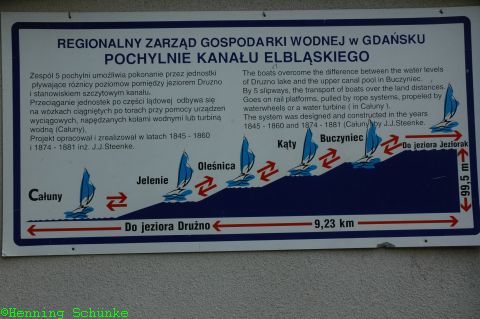 REGIONALNY ZARZĄD GOSPODARKI WODNEJ w GDAŃSKU
POCHYLNIE KANAŁU ELBLĄSKIEGO
Zespół 5 pochylni umożliwia pokonanie przez jednostki
pływające różnicy poziomów pomiędzy jeziorem Druzno
i stanowiskiem szczytowym kanału.
Przeciąganie jednostek po części lądowej odbywa się
na wózkach ciągniętych po torach przy pomocy urządzeń
wyciągowych, napędzanych kołami wodnymi lub turbiną
wodną (Całuny).
Projekt opracował i zrealizował w latach 1845 - 1860
i 1874 - 1881 inż. J.J.Steenke.
The boats overcome the difference between the water levels
of Druzno lake and the upper canal pool in Buczyniec.
By 5 slipways, the transport of boats over the land distances.
Goes on rail platforms, pulled by rope systems, propeled by
waterwheels or a water turbine ( in Całuny ).
The system was designed and constructed in the years
1845 - 1860 and 1874 - 1881 (Całuny) by J.J.Steenke.
Całuny
Jelenie
Oleśnica
Kąty
Buczyniec
Do jeziora Jeziorak
99,5 m
Do jeziora Drużno
9,23 km
©Henning Schünke